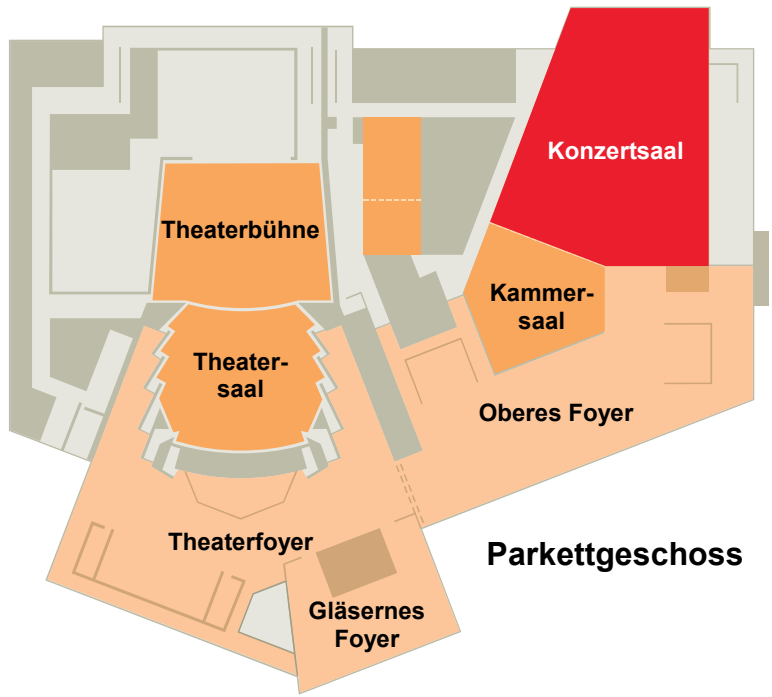 Konzertsaal
Theaterbühne
Kammer-
saal
Theater-
saal
Oberes Foyer
Theaterfoyer
Parkettgeschoss
Gläsernes
Foyer